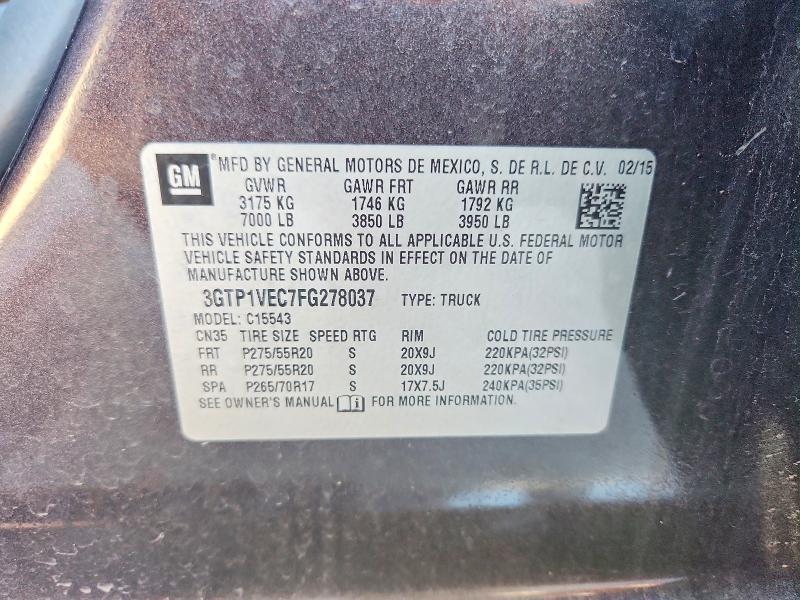 GM ® MFD BY GENERAL MOTORS DE MEXICO, S. DE R.L. DE C.V. 02/15
GVWR GAWR FRT GAWR RR
3175 KG 1746 KG 1792 KG
7000 LB 3850 LB 3950 LB
THIS VEHICLE CONFORMS TO ALL APPLICABLE U.S. FEDERAL MOTOR
VEHICLE SAFETY STANDARDS IN EFFECT ON THE DATE OF
MANUFACTURE SHOWN ABOVE.
3GTP1VEC7FG278037 TYPE: TRUCK
MODEL: C15543
CN35 TIRE SIZE SPEED RTG RIM COLD TIRE PRESSURE
FRT P275/55R20 S 20X9J 220KPA(32PSI)
RR P275/55R20 S 20X9J 220KPA(32PSI)
SPA P265/70R17 S 17X7.5J 240KPA(35PSI)
SEE OWNER'S MANUAL i FOR MORE INFORMATION.